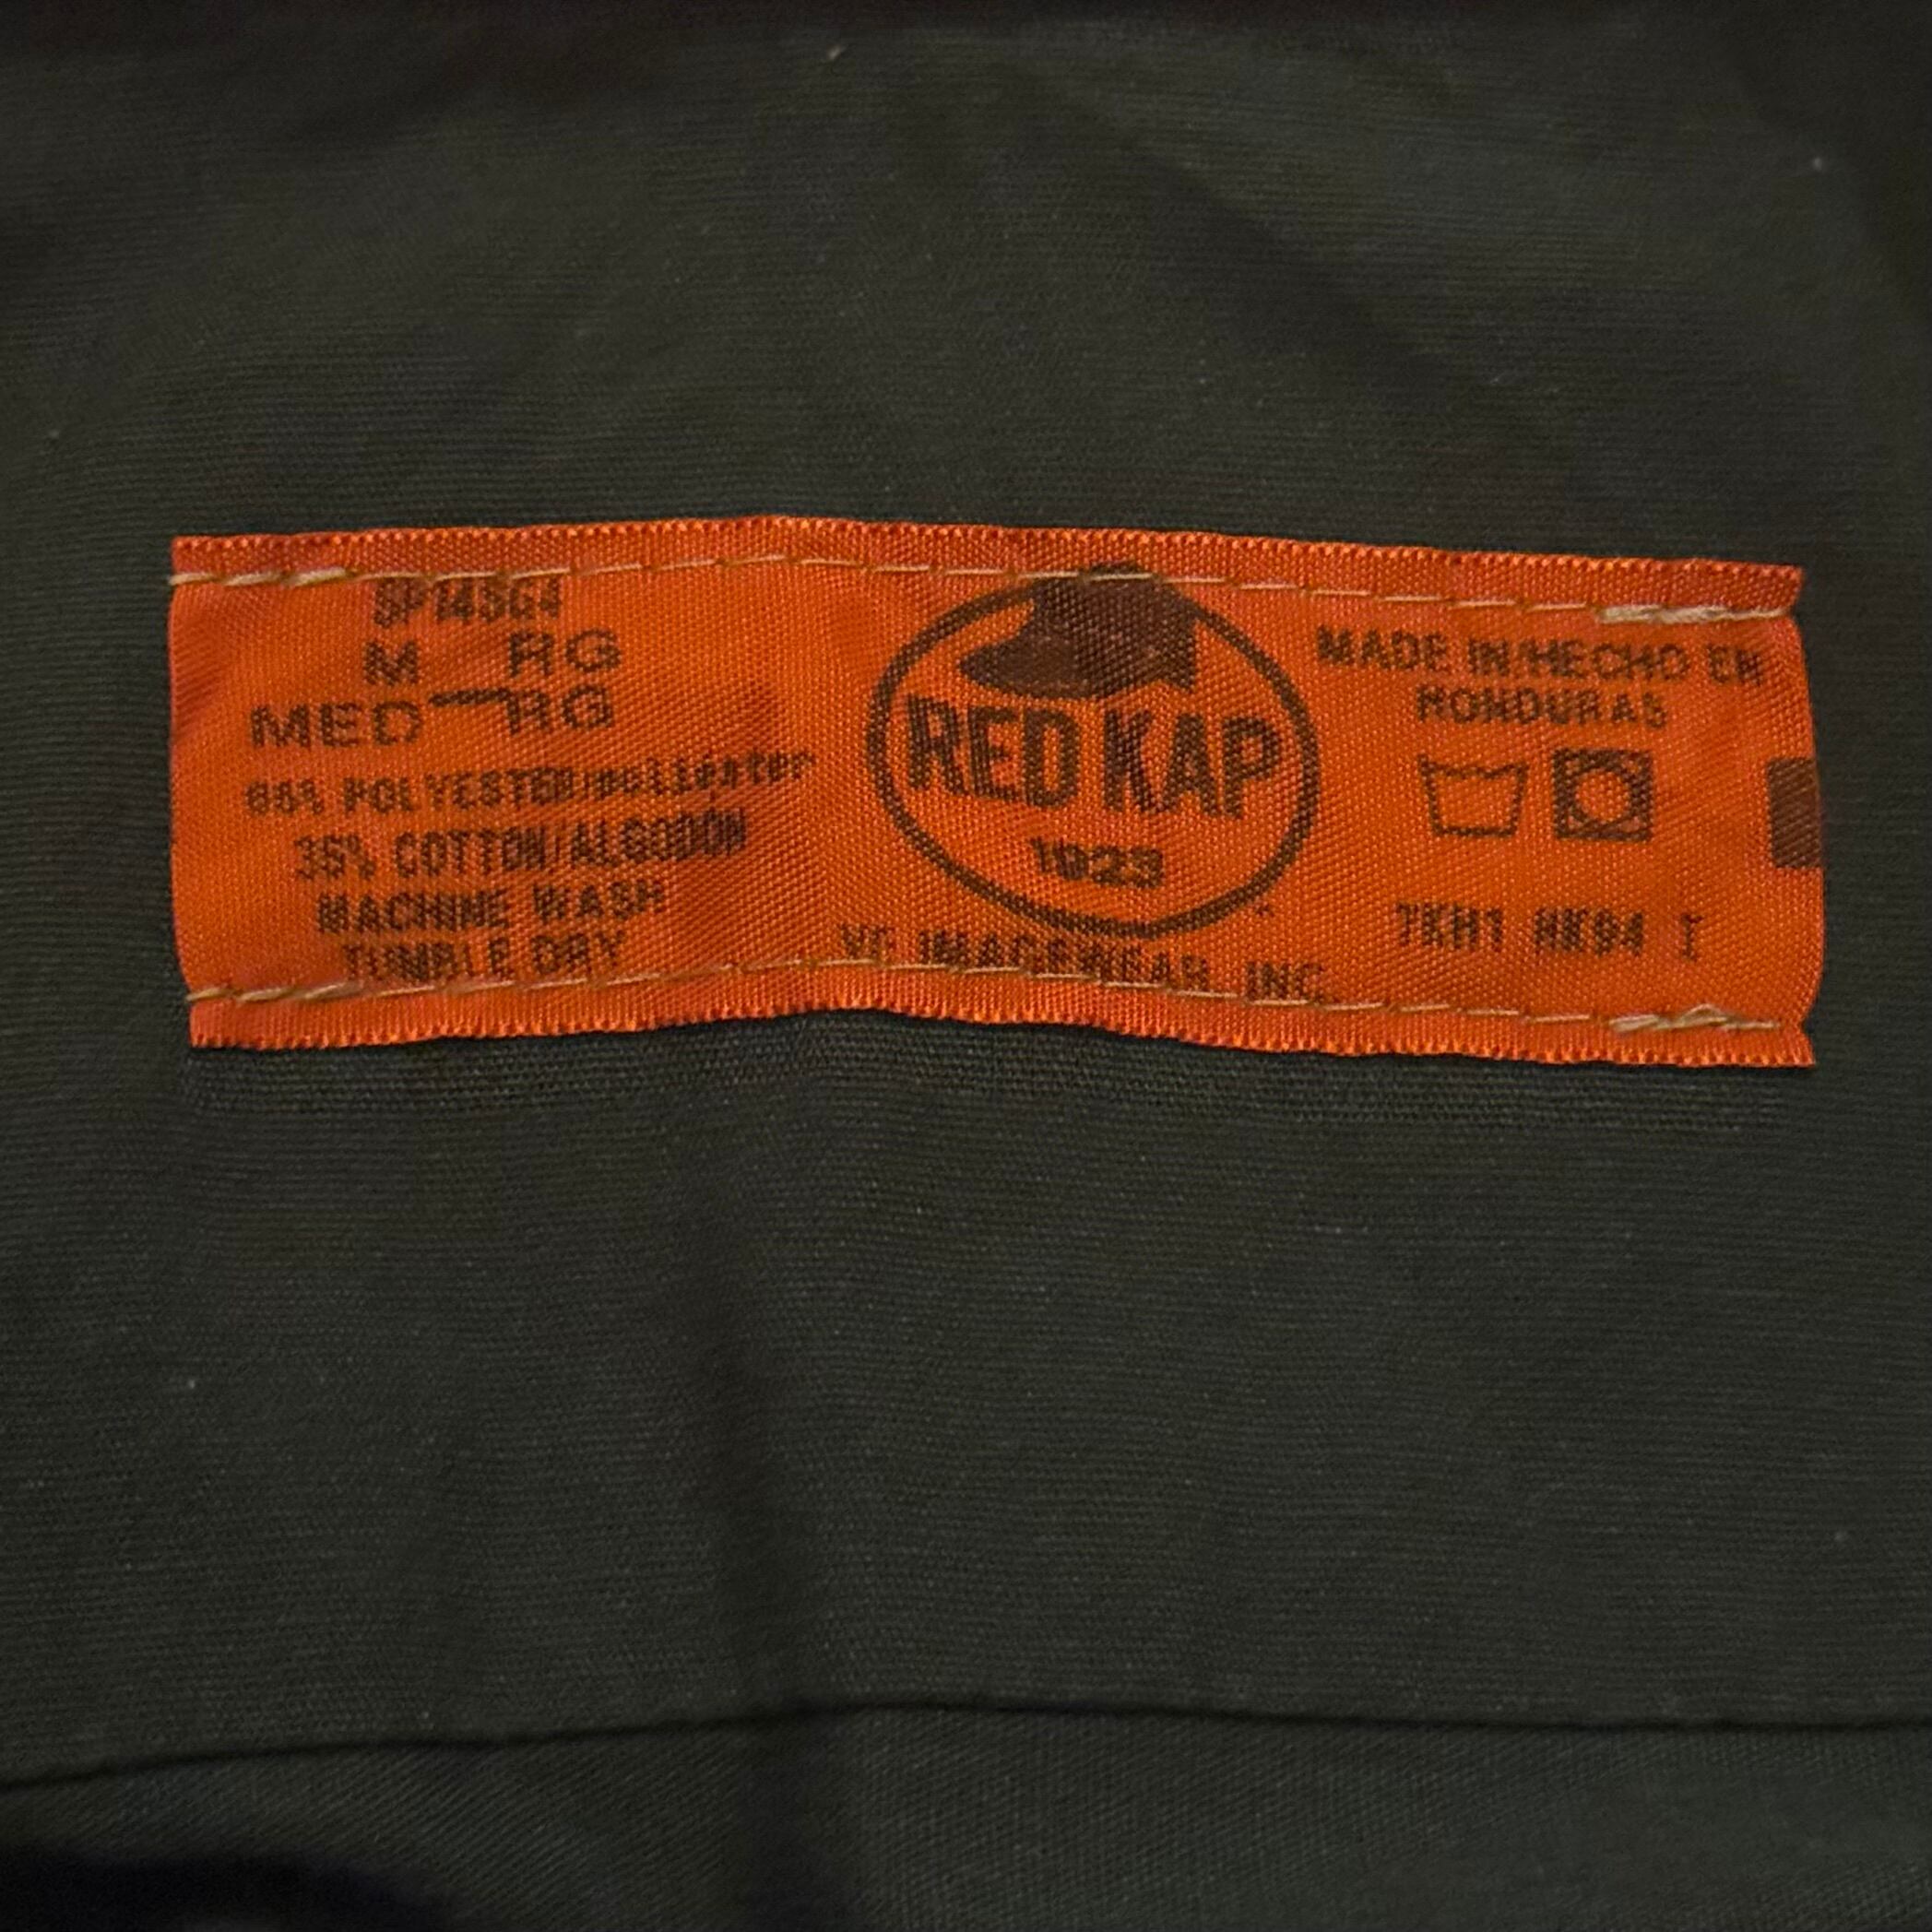 SP14SG4
M RG
MED RG
65% POLYESTER/poliester
35% COTTON/ALGODÓN
MACHINE WASH
TUMBLE DRY
RED KAP
1923
VF IMAGEWEAR, INC.
MADE IN/HECHO EN
HONDURAS
7KH1 HK94 I